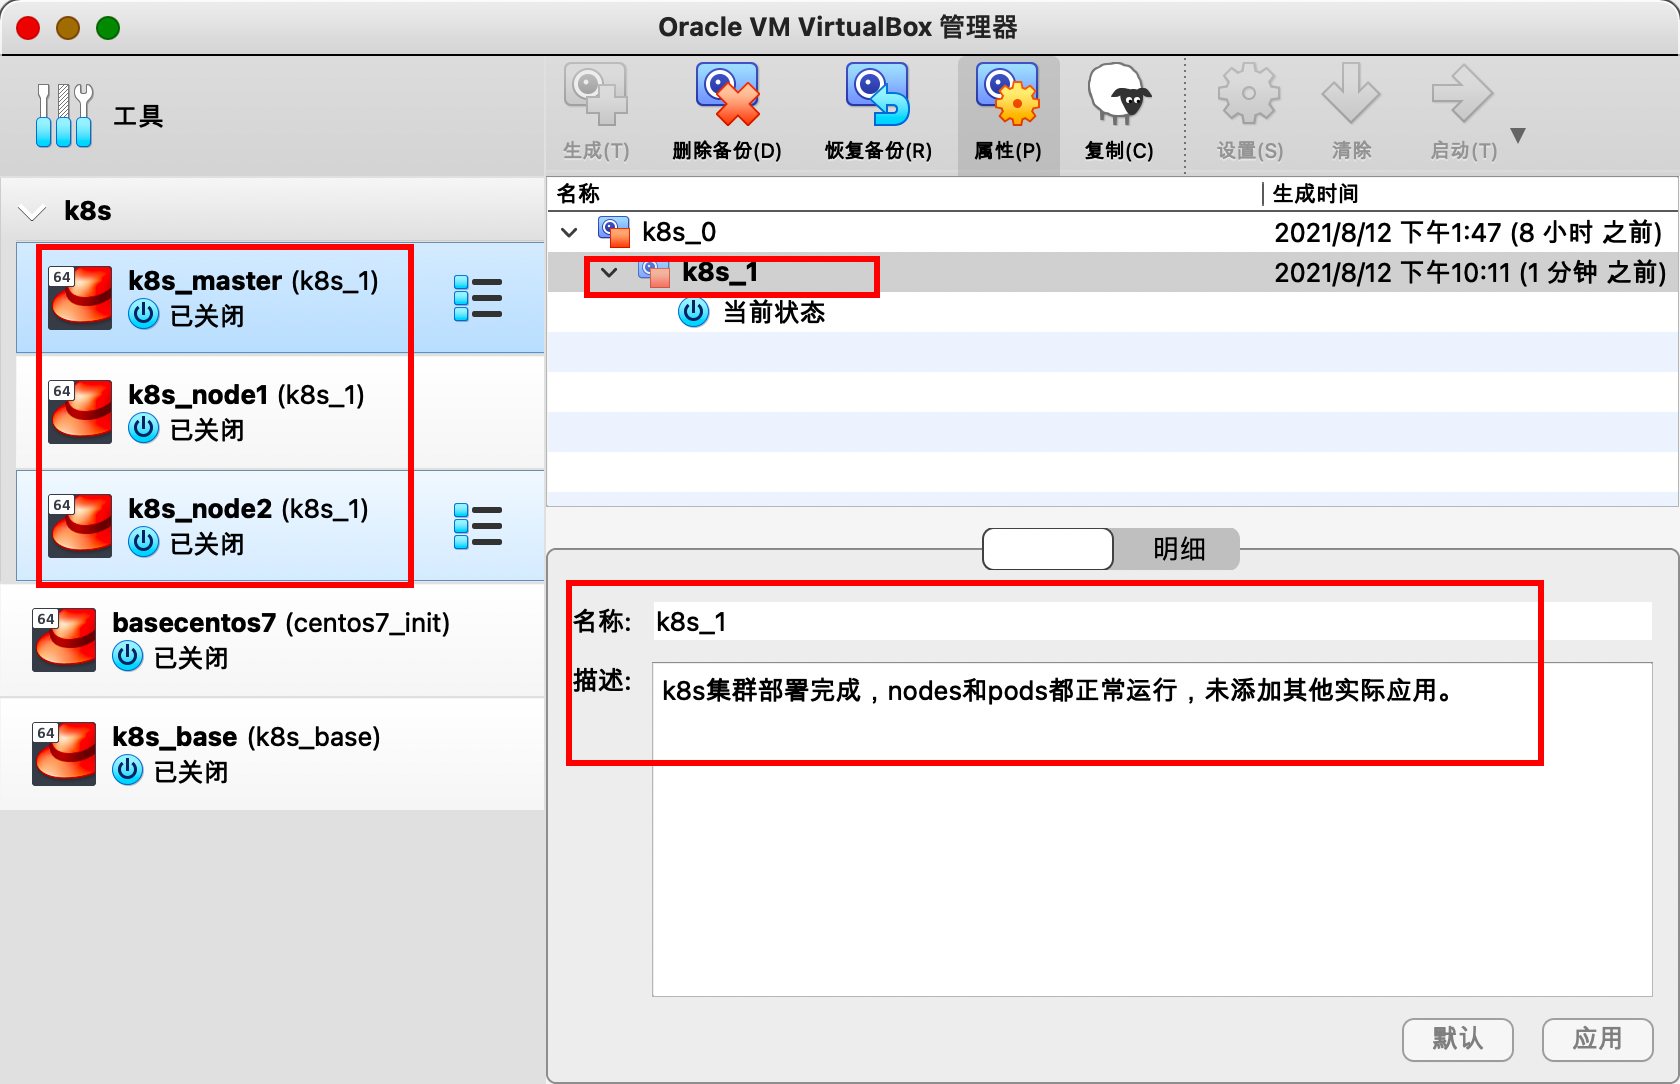 Oracle VM VirtualBox 管理器
工具
生成(T)
删除备份(D)
恢复备份(R)
属性(P)
复制(C)
设置(S)
清除
启动(T)
k8s
64
k8s_master (k8s_1)
已关闭
64
k8s_node1 (k8s_1)
已关闭
64
k8s_node2 (k8s_1)
已关闭
64
basecentos7 (centos7_init)
已关闭
64
k8s_base (k8s_base)
已关闭
名称 生成时间
k8s_0 2021/8/12 下午1:47 (8 小时 之前)
k8s_1 2021/8/12 下午10:11 (1 分钟 之前)
当前状态
明细
名称: k8s_1
描述: k8s集群部署完成，nodes和pods都正常运行，未添加其他实际应用。
默认
应用